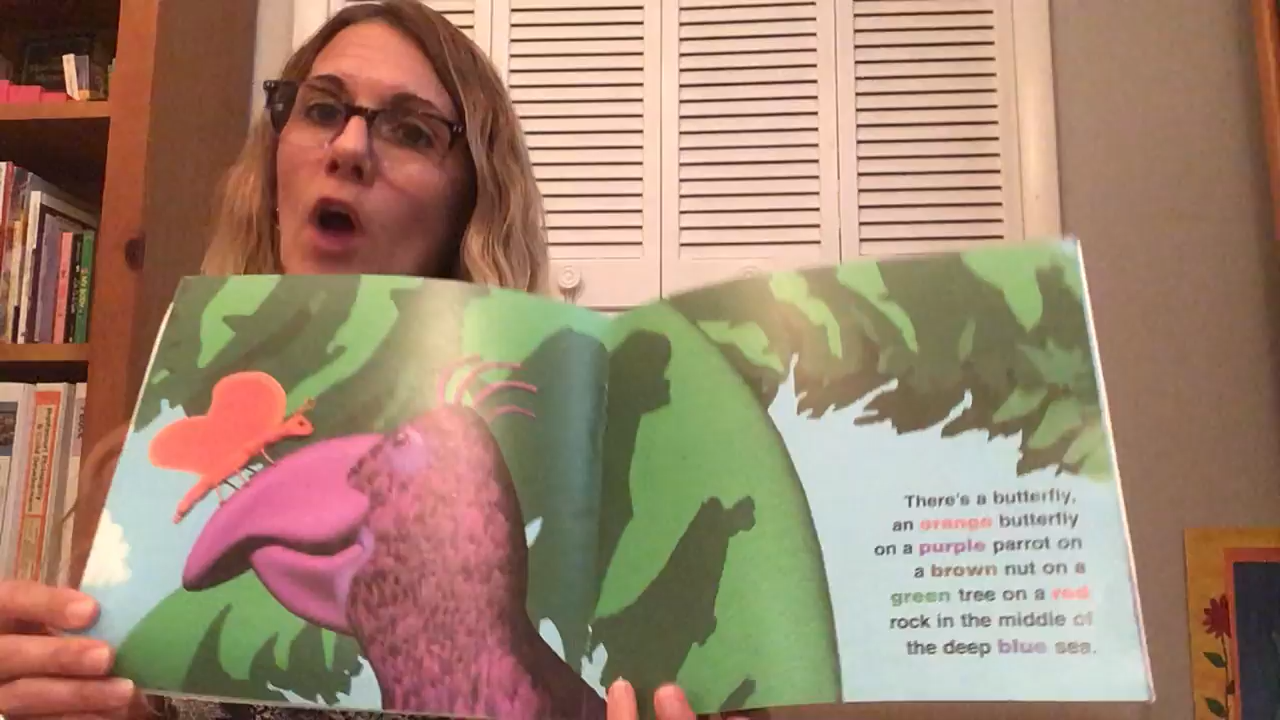 There's a butterfly,
an orange butterfly
on a purple parrot on
a brown nut on a
green tree on a red
rock in the middle of
the deep blue sea.